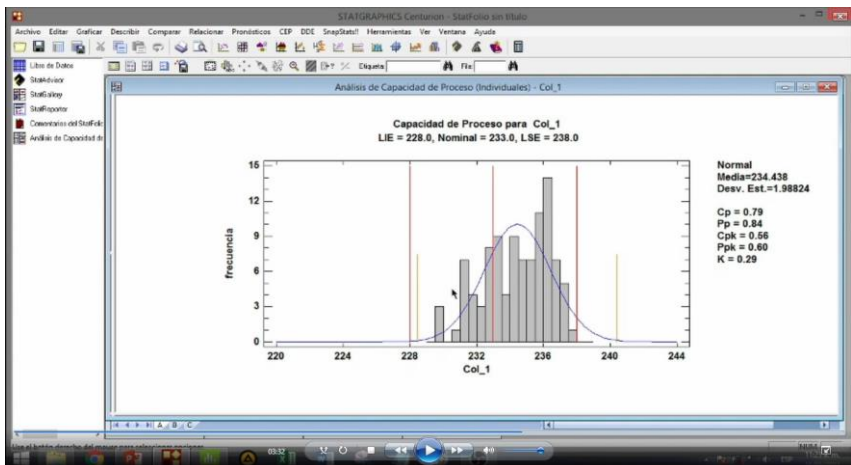 STATGRAPHICS Centurion - StatFolio sin título
Archivo Editar Graficar Describir Comparar Relacionar Pronósticos CEP DDE SnapStats!! Herramientas Ver Ventana Ayuda
Etiqueta Fila
Libro de Datos
StatAdvisor
StatGallery
StatReporter
Comentarios del StatFolio
Análisis de Capacidad de
Análisis de Capacidad de Proceso (Individuales) - Col_1
Capacidad de Proceso para Col_1
LIE = 228.0, Nominal = 233.0, LSE = 238.0
15
12
9
6
3
0
frecuencia
220 224 228 232 236 240 244
Col_1
Normal
Media=234.438
Desv. Est.=1.98824
Cp = 0.79
Pp = 0.84
Cpk = 0.56
Ppk = 0.60
K = 0.29
A B C
NUM
03:32